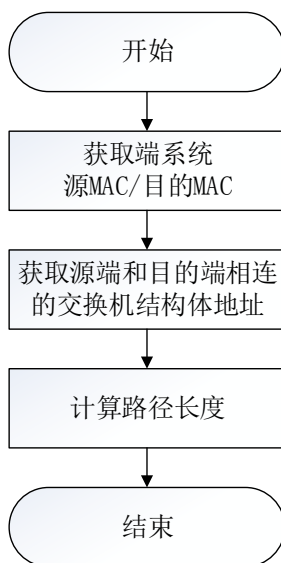 开始
获取端系统
源MAC/目的MAC
获取源端和目的端相连
的交换机结构体地址
计算路径长度
结束